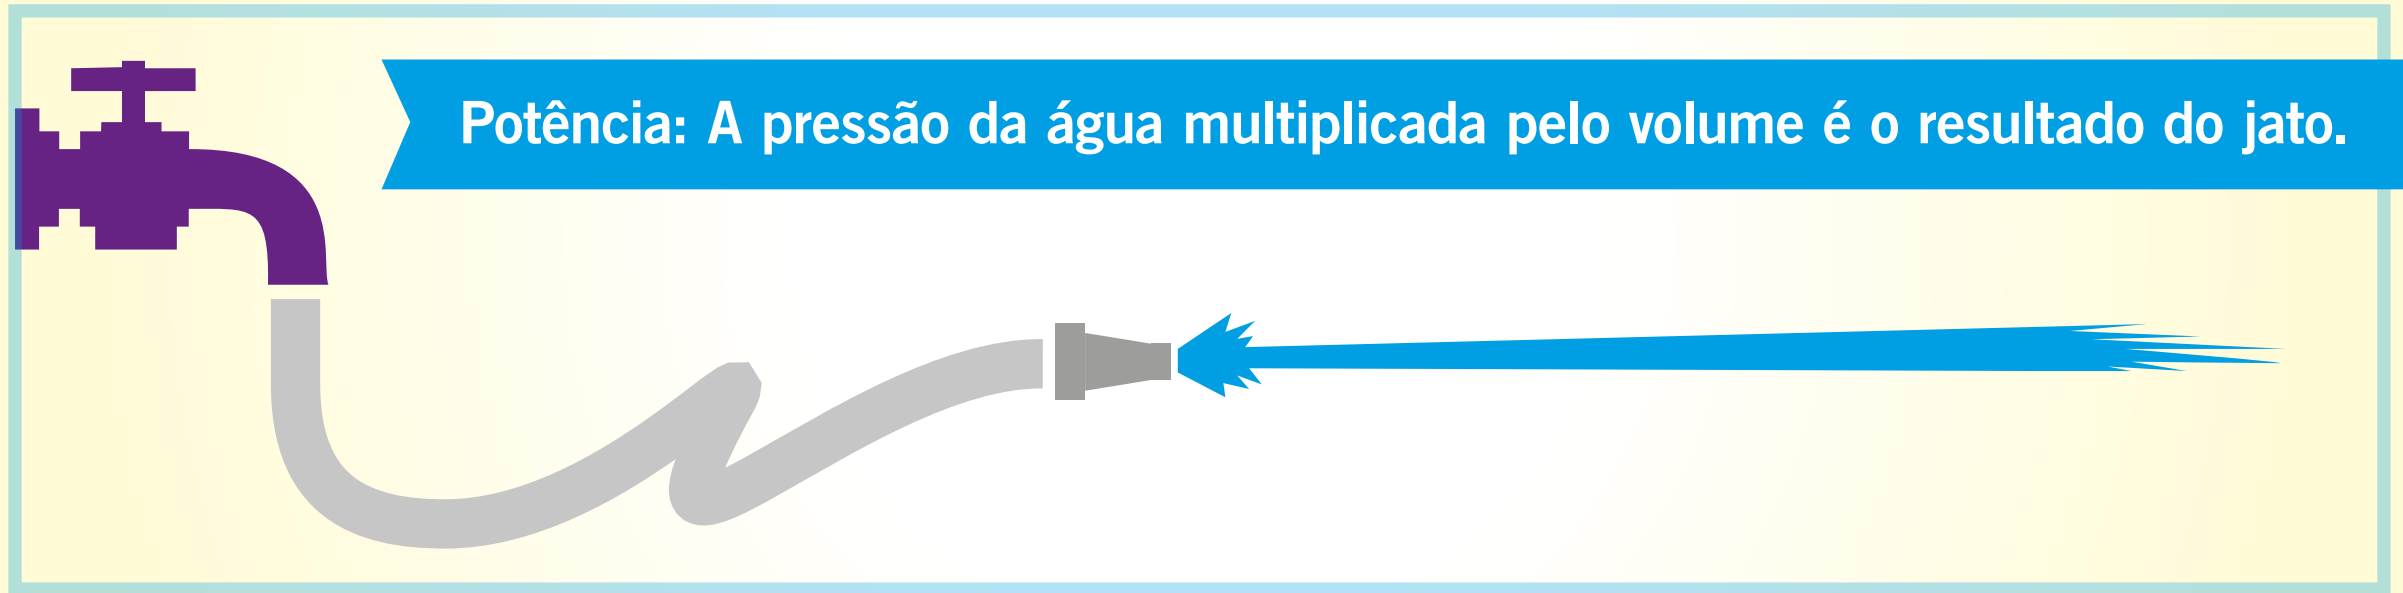 Potência: A pressão da água multiplicada pelo volume é o resultado do jato.